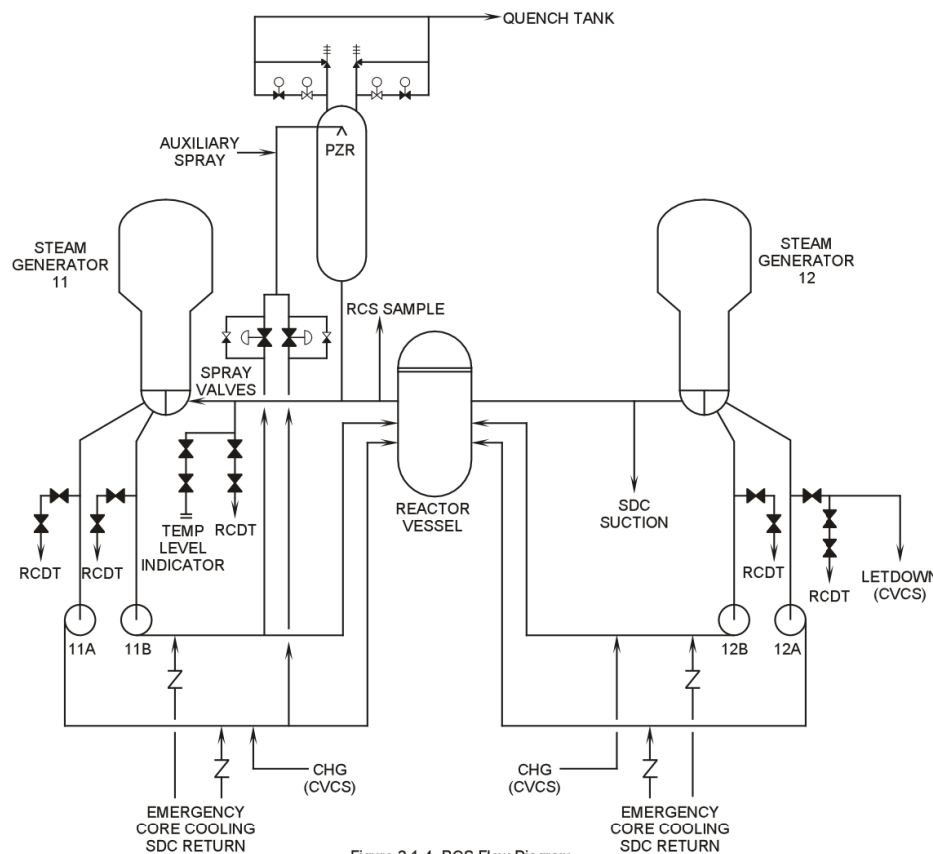 QUENCH TANK
AUXILIARY
SPRAY
PZR
STEAM
GENERATOR
11
STEAM
GENERATOR
12
RCS SAMPLE
SPRAY
VALVES
REACTOR
VESSEL
SDC
SUCTION
TEMP
LEVEL
INDICATOR
RCDT
RCDT
RCDT
RCDT
RCDT
LETDOWN
(CVCS)
11A
11B
12B
12A
CHG
(CVCS)
CHG
(CVCS)
EMERGENCY
CORE COOLING
SDC RETURN
EMERGENCY
CORE COOLING
SDC RETURN